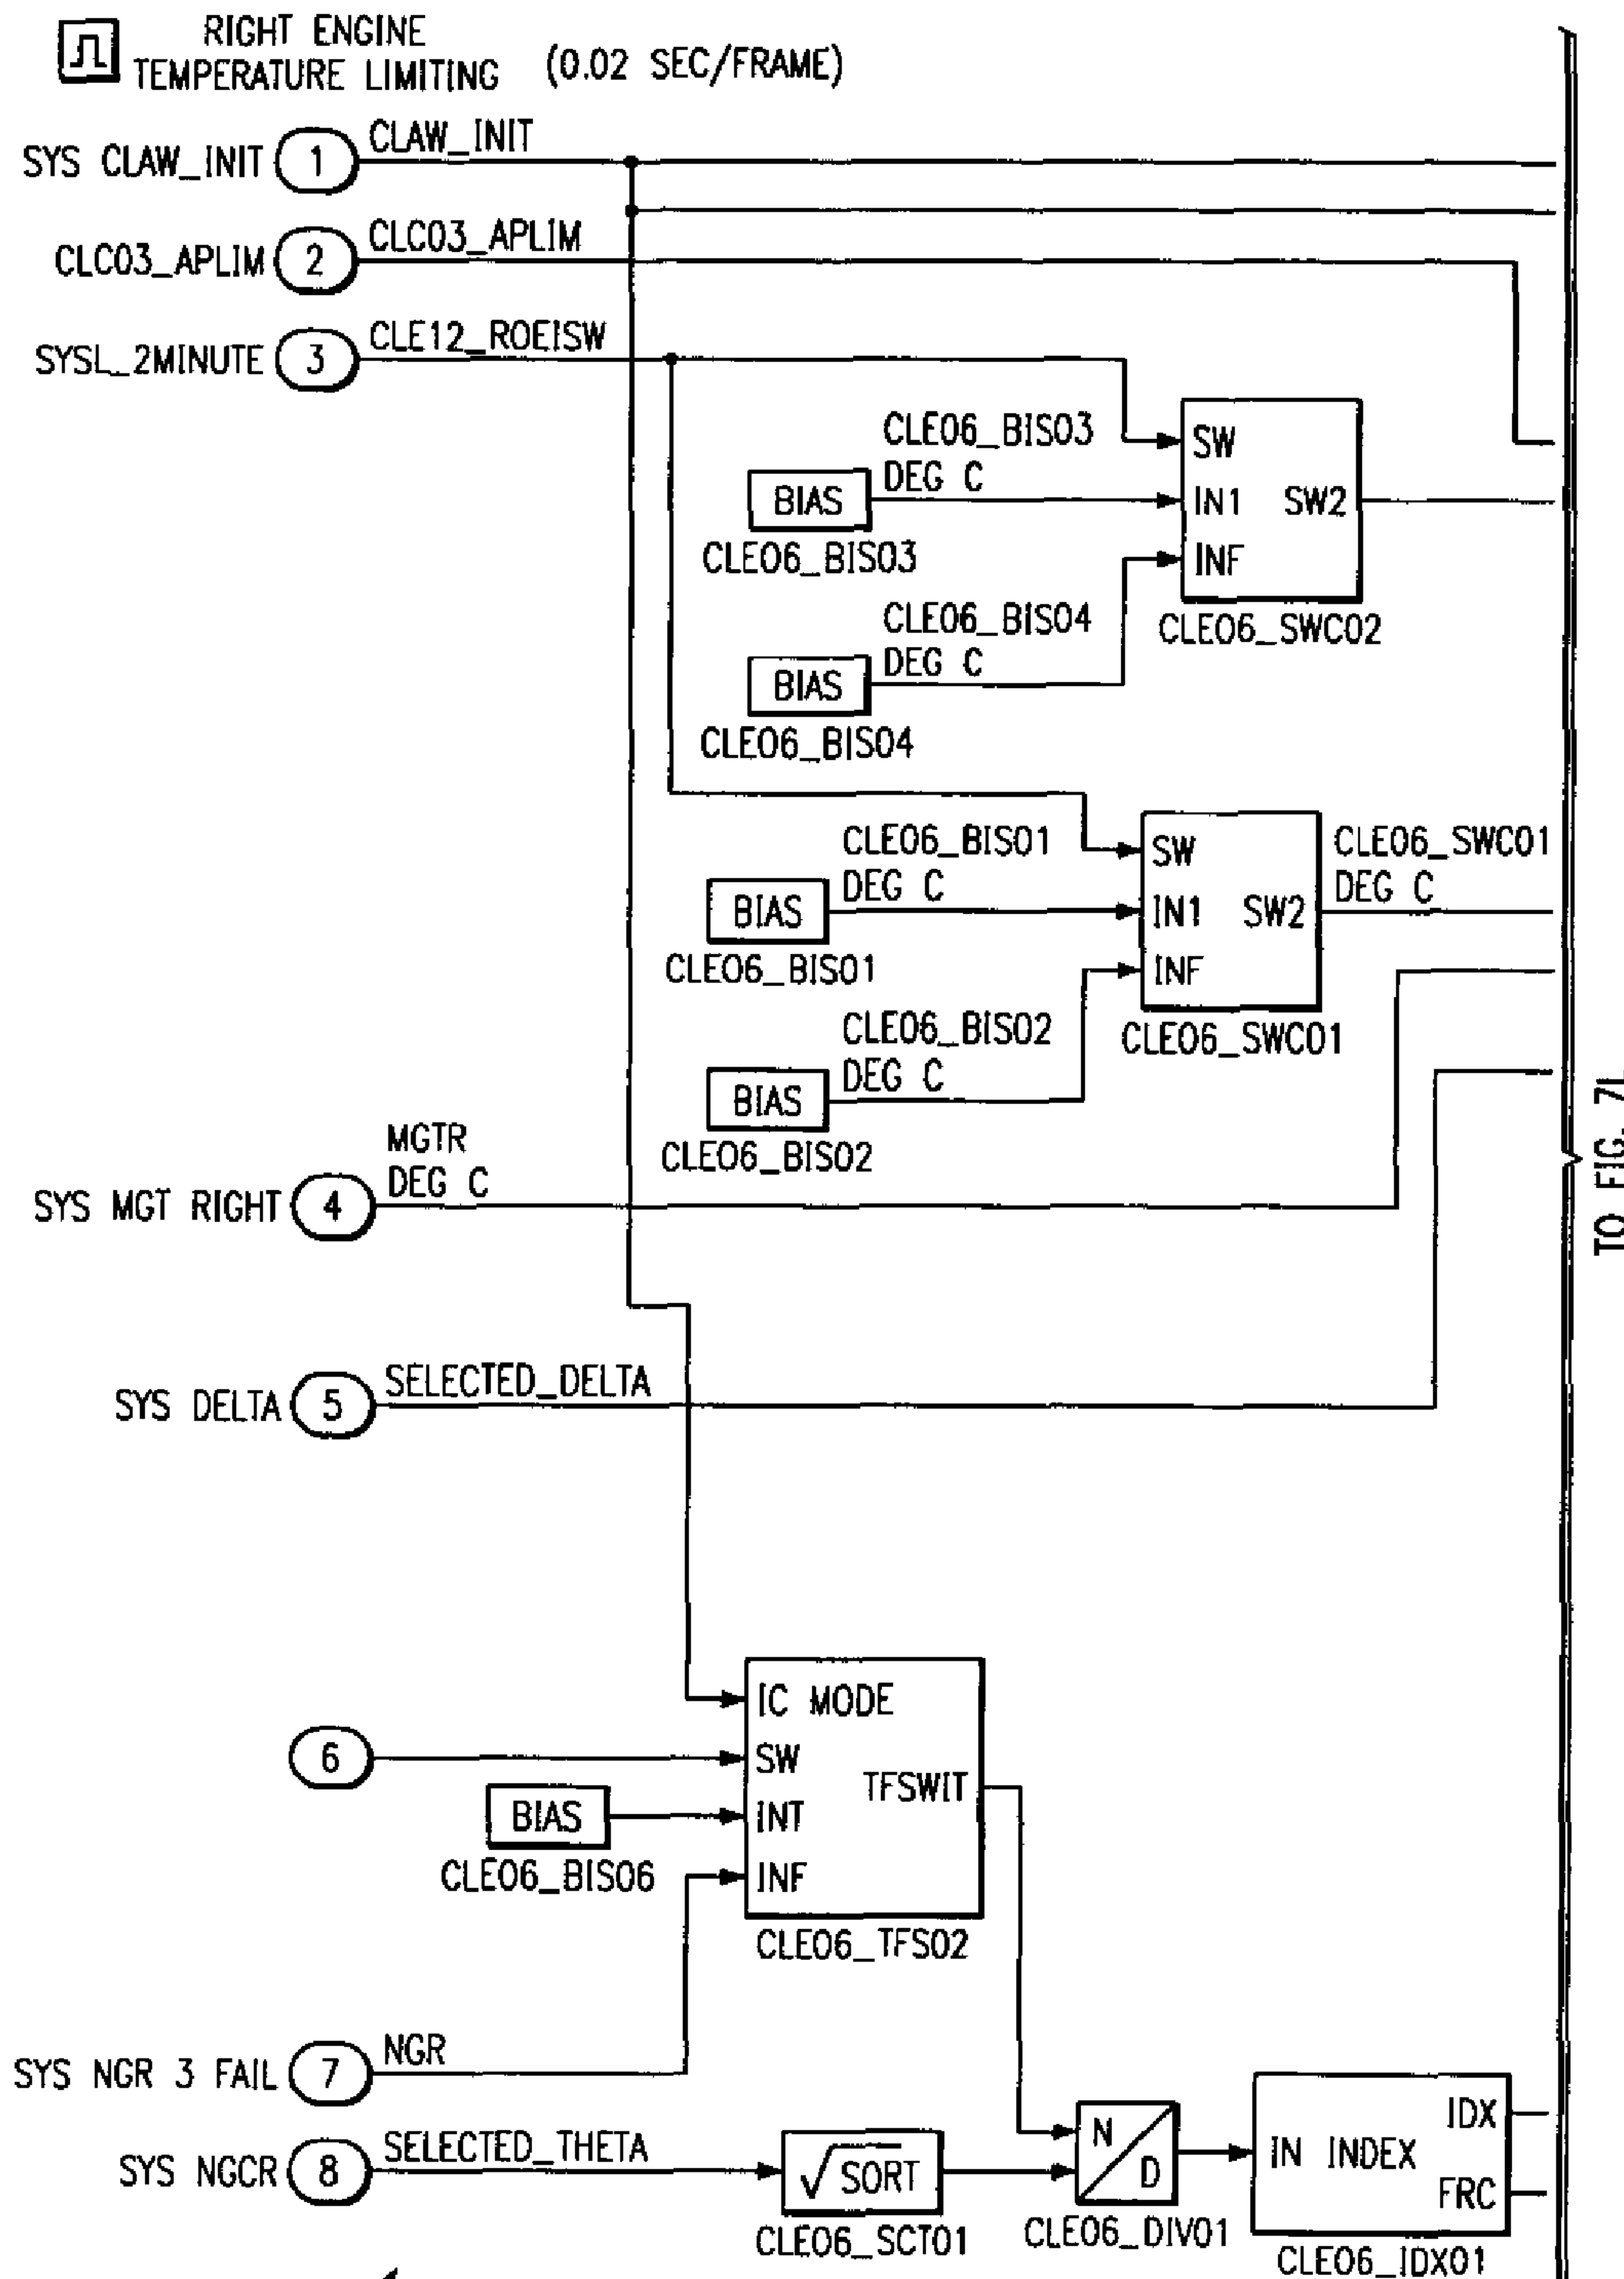 RIGHT ENGINE
TEMPERATURE LIMITING (0.02 SEC/FRAME)
SYS CLAW_INIT 1 CLAW_INIT
CLC03_APLIM 2 CLC03_APLIM
SYSL_2MINUTE 3 CLE12_ROEISW
CLE06_BIS03
DEG C
BIAS
CLE06_BIS03
SW
IN1 SW2
INF
CLE06_SWC02
CLE06_BIS04
DEG C
BIAS
CLE06_BIS04
CLE06_BIS01
DEG C
BIAS
CLE06_BIS01
SW
IN1 SW2
INF
CLE06_SWC01
CLE06_SWC01
DEG C
CLE06_BIS02
DEG C
BIAS
CLE06_BIS02
TO FIG. 7L
MGTR
DEG C
SYS MGT RIGHT 4
SYS DELTA 5 SELECTED_DELTA
6
BIAS
CLE06_BIS06
IC MODE
SW
TFSWIT
INT
INF
CLE06_TFS02
SYS NGR 3 FAIL 7 NGR
SYS NGCR 8 SELECTED_THETA
√SORT
CLE06_SCT01
N
D
CLE06_DIV01
IN INDEX
IDX
FRC
CLE06_IDX01